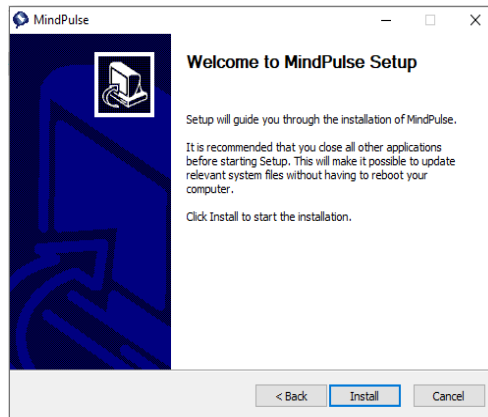 MindPulse
Welcome to MindPulse Setup
Setup will guide you through the installation of MindPulse.
It is recommended that you close all other applications
before starting Setup. This will make it possible to update
relevant system files without having to reboot your
computer.
Click Install to start the installation.
< Back
Install
Cancel